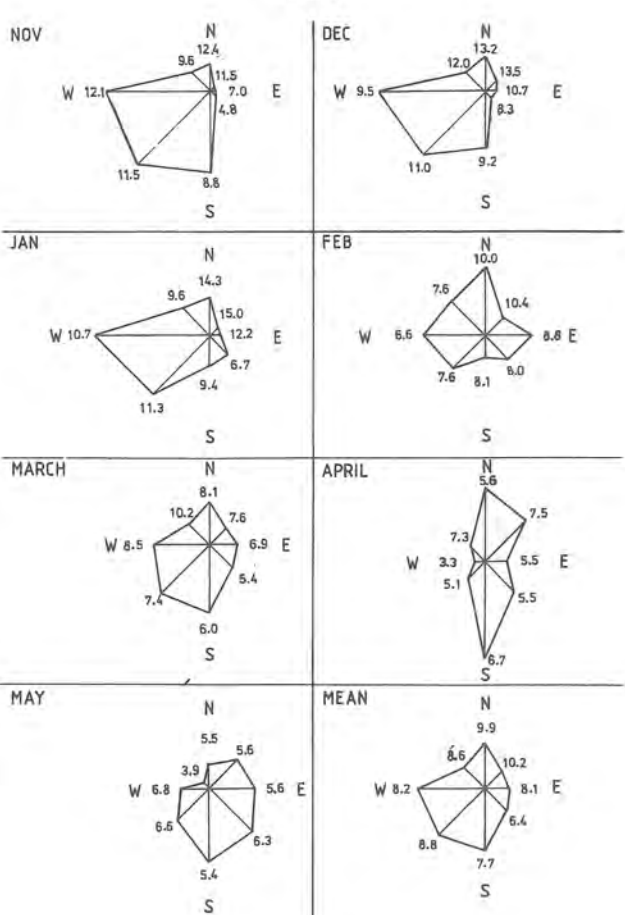 NOV
N
12.4
9.6
11.5
W 12.1
7.0 E
4.8
11.5
8.8
S
DEC
N
13.2
12.0
13.5
W 9.5
10.7 E
8.3
11.0
9.2
S
JAN
N
14.3
9.6
15.0
W 10.7
12.2 E
6.7
11.3
9.4
S
FEB
N
10.0
7.6
10.4
W 6.6
8.8 E
7.6
8.1
8.0
S
MARCH
N
8.1
10.2
7.6
W 8.5
6.9 E
5.4
7.4
6.0
S
APRIL
N
5.6
7.5
7.3
W 3.3
5.5 E
5.1
5.5
6.7
S
MAY
N
5.5
5.6
3.9
W 6.8
5.6 E
6.6
6.3
5.4
S
MEAN
N
9.9
8.6
10.2
W 8.2
8.1 E
6.4
8.8
7.7
S